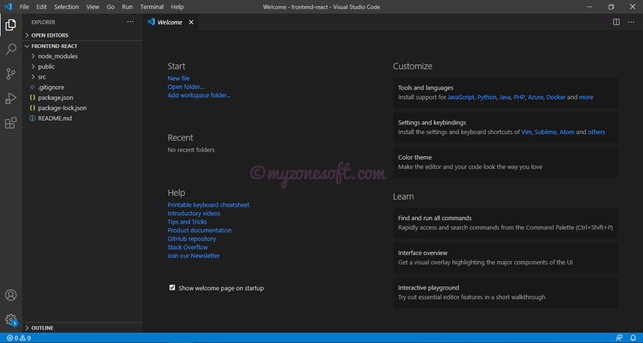 File Edit Selection View Go Run Terminal Help
Welcome - frontend-react - Visual Studio Code
EXPLORER
OPEN EDITORS
FRONTEND-REACT
node_modules
public
src
.gitignore
package.json
package-lock.json
README.md
OUTLINE
Welcome
Start
New file
Open folder...
Add workspace folder...
Recent
No recent folders
Help
Printable keyboard cheatsheet
Introductory videos
Tips and Tricks
Product documentation
GitHub repository
Stack Overflow
Join our Newsletter
Show welcome page on startup
Customize
Tools and languages
Install support for JavaScript, Python, Java, PHP, Azure, Docker and more
Settings and keybindings
Install the settings and keyboard shortcuts of Vim, Sublime, Atom and others
Color theme
Make the editor and your code look the way you love
Learn
Find and run all commands
Rapidly access and search commands from the Command Palette (Ctrl+Shift+P)
Interface overview
Get a visual overlay highlighting the major components of the UI
Interactive playground
Try out essential editor features in a short walkthrough
©myzonesoft.com
1
0 0